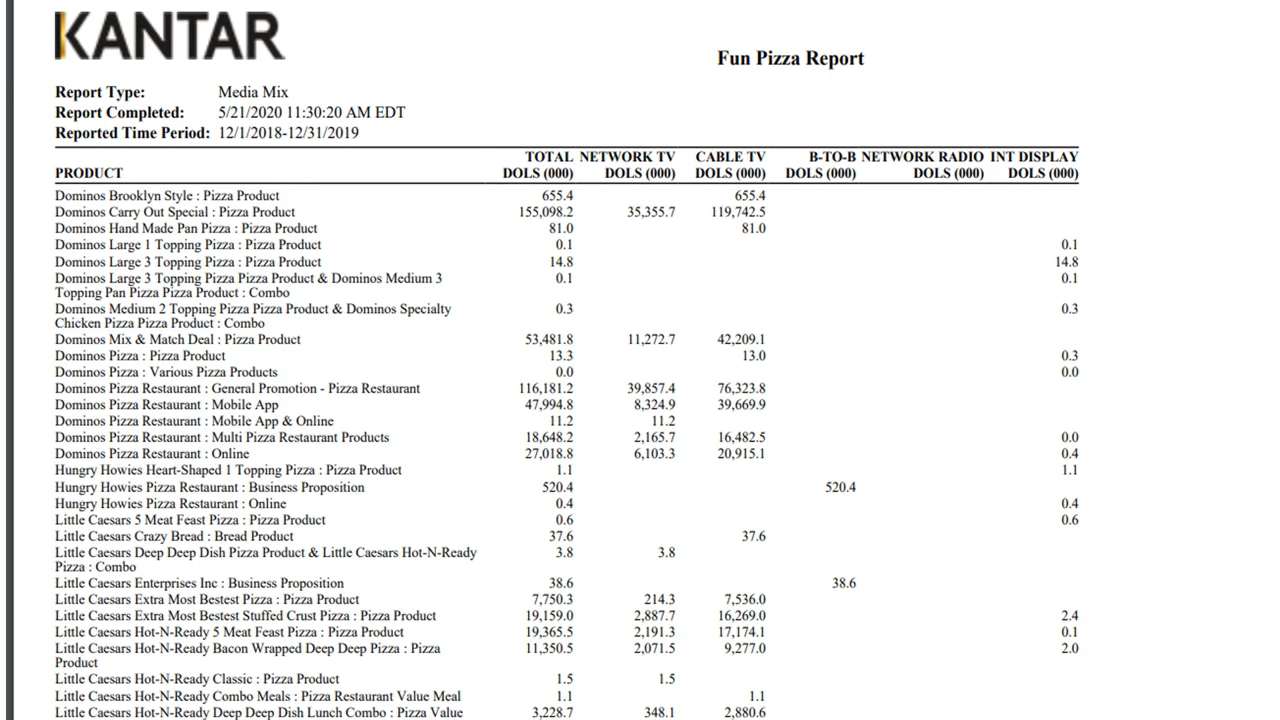 KANTAR
Fun Pizza Report
Report Type: Media Mix
Report Completed: 5/21/2020 11:30:20 AM EDT
Reported Time Period: 12/1/2018-12/31/2019
TOTAL NETWORK TV CABLE TV B-TO-B NETWORK RADIO INT DISPLAY
PRODUCT DOLS (000) DOLS (000) DOLS (000) DOLS (000) DOLS (000) DOLS (000)
Dominos Brooklyn Style : Pizza Product 655.4 655.4
Dominos Carry Out Special : Pizza Product 155,098.2 35,355.7 119,742.5
Dominos Hand Made Pan Pizza : Pizza Product 81.0 81.0
Dominos Large 1 Topping Pizza : Pizza Product 0.1 0.1
Dominos Large 3 Topping Pizza : Pizza Product 14.8 14.8
Dominos Large 3 Topping Pizza Pizza Product & Dominos Medium 3 0.1 0.1
Topping Pan Pizza Pizza Product : Combo
Dominos Medium 2 Topping Pizza Pizza Product & Dominos Specialty 0.3 0.3
Chicken Pizza Pizza Product : Combo
Dominos Mix & Match Deal : Pizza Product 53,481.8 11,272.7 42,209.1
Dominos Pizza : Pizza Product 13.3 13.0 0.3
Dominos Pizza : Various Pizza Products 0.0 0.0
Dominos Pizza Restaurant : General Promotion - Pizza Restaurant 116,181.2 39,857.4 76,323.8
Dominos Pizza Restaurant : Mobile App 47,994.8 8,324.9 39,669.9
Dominos Pizza Restaurant : Mobile App & Online 11.2 11.2
Dominos Pizza Restaurant : Multi Pizza Restaurant Products 18,648.2 2,165.7 16,482.5 0.0
Dominos Pizza Restaurant : Online 27,018.8 6,103.3 20,915.1 0.4
Hungry Howies Heart-Shaped 1 Topping Pizza : Pizza Product 1.1 1.1
Hungry Howies Pizza Restaurant : Business Proposition 520.4 520.4
Hungry Howies Pizza Restaurant : Online 0.4 0.4
Little Caesars 5 Meat Feast Pizza : Pizza Product 0.6 0.6
Little Caesars Crazy Bread : Bread Product 37.6 37.6
Little Caesars Deep Deep Dish Pizza Product & Little Caesars Hot-N-Ready 3.8 3.8
Pizza : Combo
Little Caesars Enterprises Inc : Business Proposition 38.6 38.6
Little Caesars Extra Most Bestest Pizza : Pizza Product 7,750.3 214.3 7,536.0
Little Caesars Extra Most Bestest Stuffed Crust Pizza : Pizza Product 19,159.0 2,887.7 16,269.0 2.4
Little Caesars Hot-N-Ready 5 Meat Feast Pizza : Pizza Product 19,365.5 2,191.3 17,174.1 0.1
Little Caesars Hot-N-Ready Bacon Wrapped Deep Deep Pizza : Pizza 11,350.5 2,071.5 9,277.0 2.0
Product
Little Caesars Hot-N-Ready Classic : Pizza Product 1.5 1.5
Little Caesars Hot-N-Ready Combo Meals : Pizza Restaurant Value Meal 1.1 1.1
Little Caesars Hot-N-Ready Deep Deep Dish Lunch Combo : Pizza Value 3,228.7 348.1 2,880.6